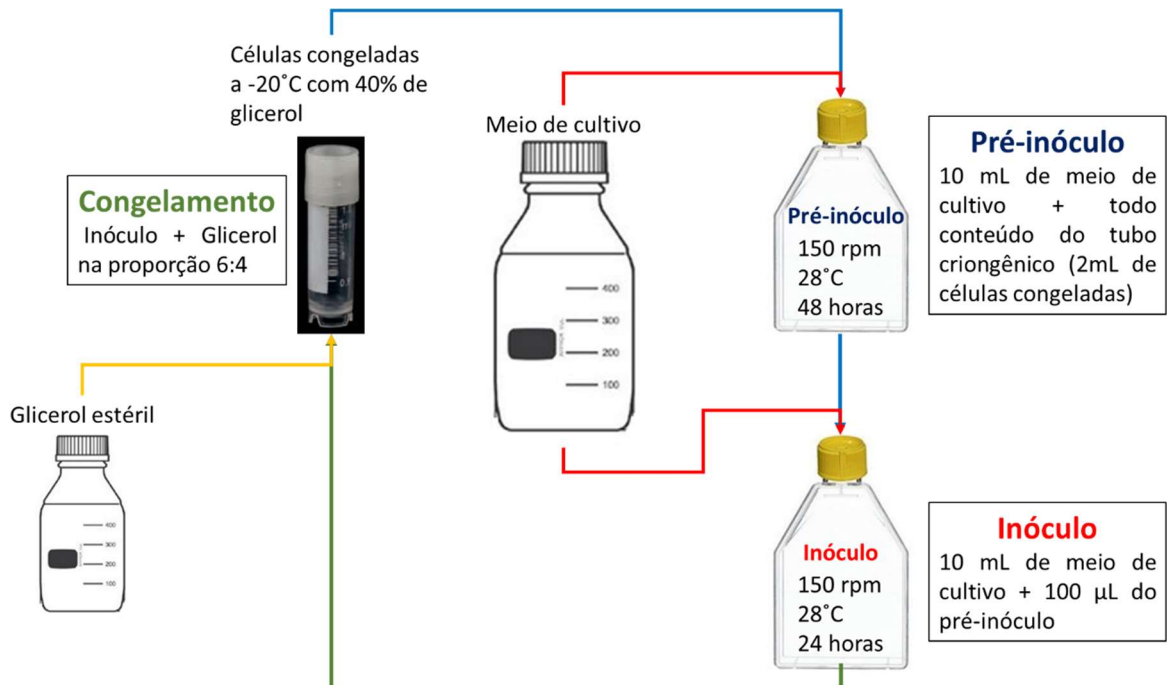 Células congeladas
a -20˚C com 40% de
glicerol
Congelamento
Inóculo + Glicerol
na proporção 6:4
Glicerol estéril
400
300
200
100
Meio de cultivo
400
300
200
100
Pré-inóculo
150 rpm
28˚C
48 horas
Pré-inóculo
10 mL de meio de
cultivo + todo
conteúdo do tubo
criongênico (2mL de
células congeladas)
Inóculo
150 rpm
28˚C
24 horas
Inóculo
10 mL de meio de
cultivo + 100 µL do
pré-inóculo